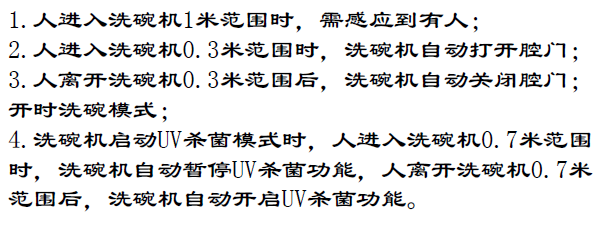 1.人进入洗碗机1米范围时，需感应到有人；
2.人进入洗碗机0.3米范围时，洗碗机自动打开腔门；
3.人离开洗碗机0.3米范围后，洗碗机自动关闭腔门；
开时洗碗模式；
4.洗碗机启动UV杀菌模式时，人进入洗碗机0.7米范围
时，洗碗机自动暂停UV杀菌功能，人离开洗碗机0.7米
范围后，洗碗机自动开启UV杀菌功能。